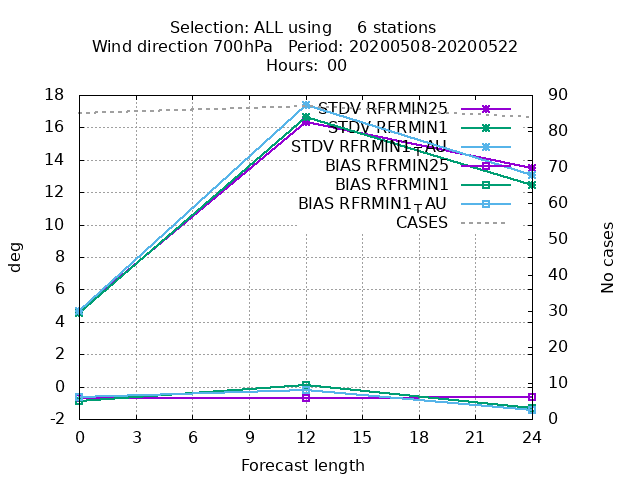 Selection: ALL using 6 stations
Wind direction 700hPa Period: 20200508-20200522
Hours: 00
18
16
14
12
10
8
6
4
2
0
-2
90
80
70
60
50
40
30
20
10
0
STDV RFRMIN25
STDV RFRMIN1
STDV RFRMIN1TAU
BIAS RFRMIN25
BIAS RFRMIN1
BIAS RFRMIN1TAU
CASES
deg
No cases
0 3 6 9 12 15 18 21 24
Forecast length